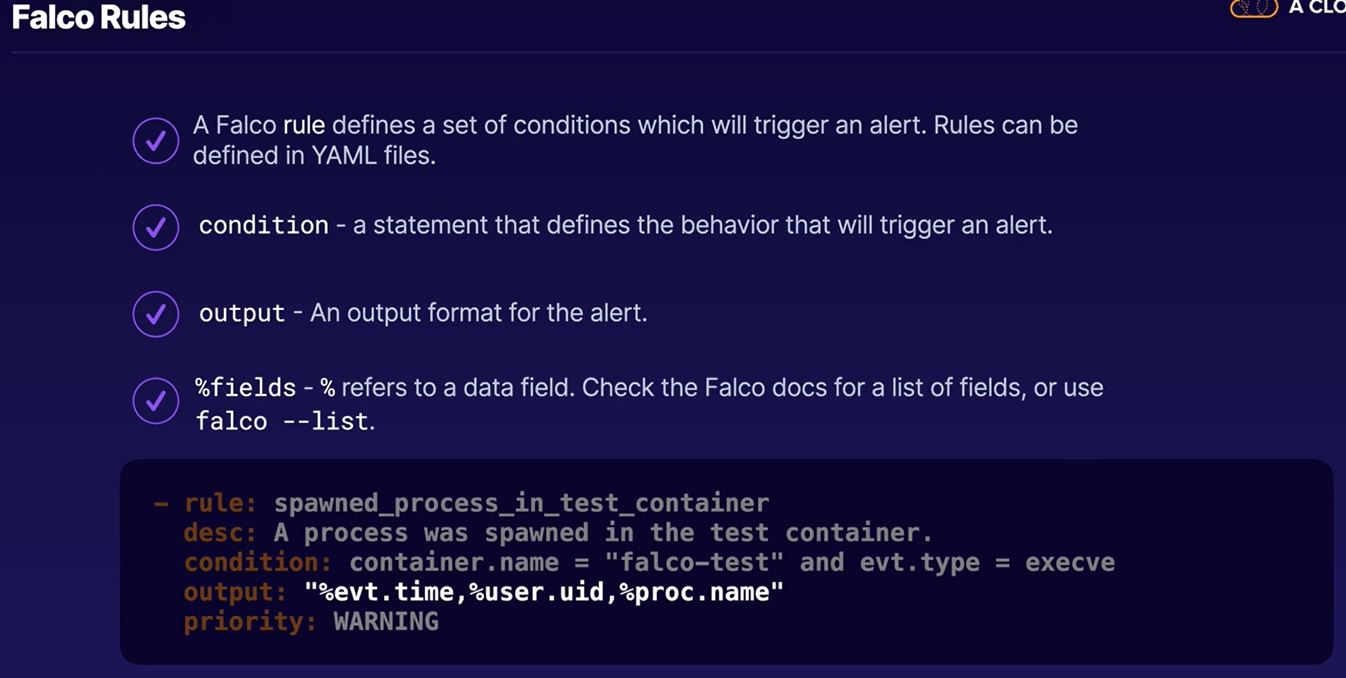 Falco Rules
A CLO
A Falco rule defines a set of conditions which will trigger an alert. Rules can be
defined in YAML files.
condition - a statement that defines the behavior that will trigger an alert.
output - An output format for the alert.
%fields - % refers to a data field. Check the Falco docs for a list of fields, or use
falco --list.
- rule: spawned_process_in_test_container
desc: A process was spawned in the test container.
condition: container.name = "falco-test" and evt.type = execve
output: "%evt.time,%user.uid,%proc.name"
priority: WARNING